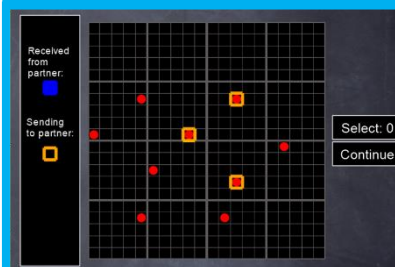 Received
from
partner:
Sending
to partner:
Select: 0
Continue